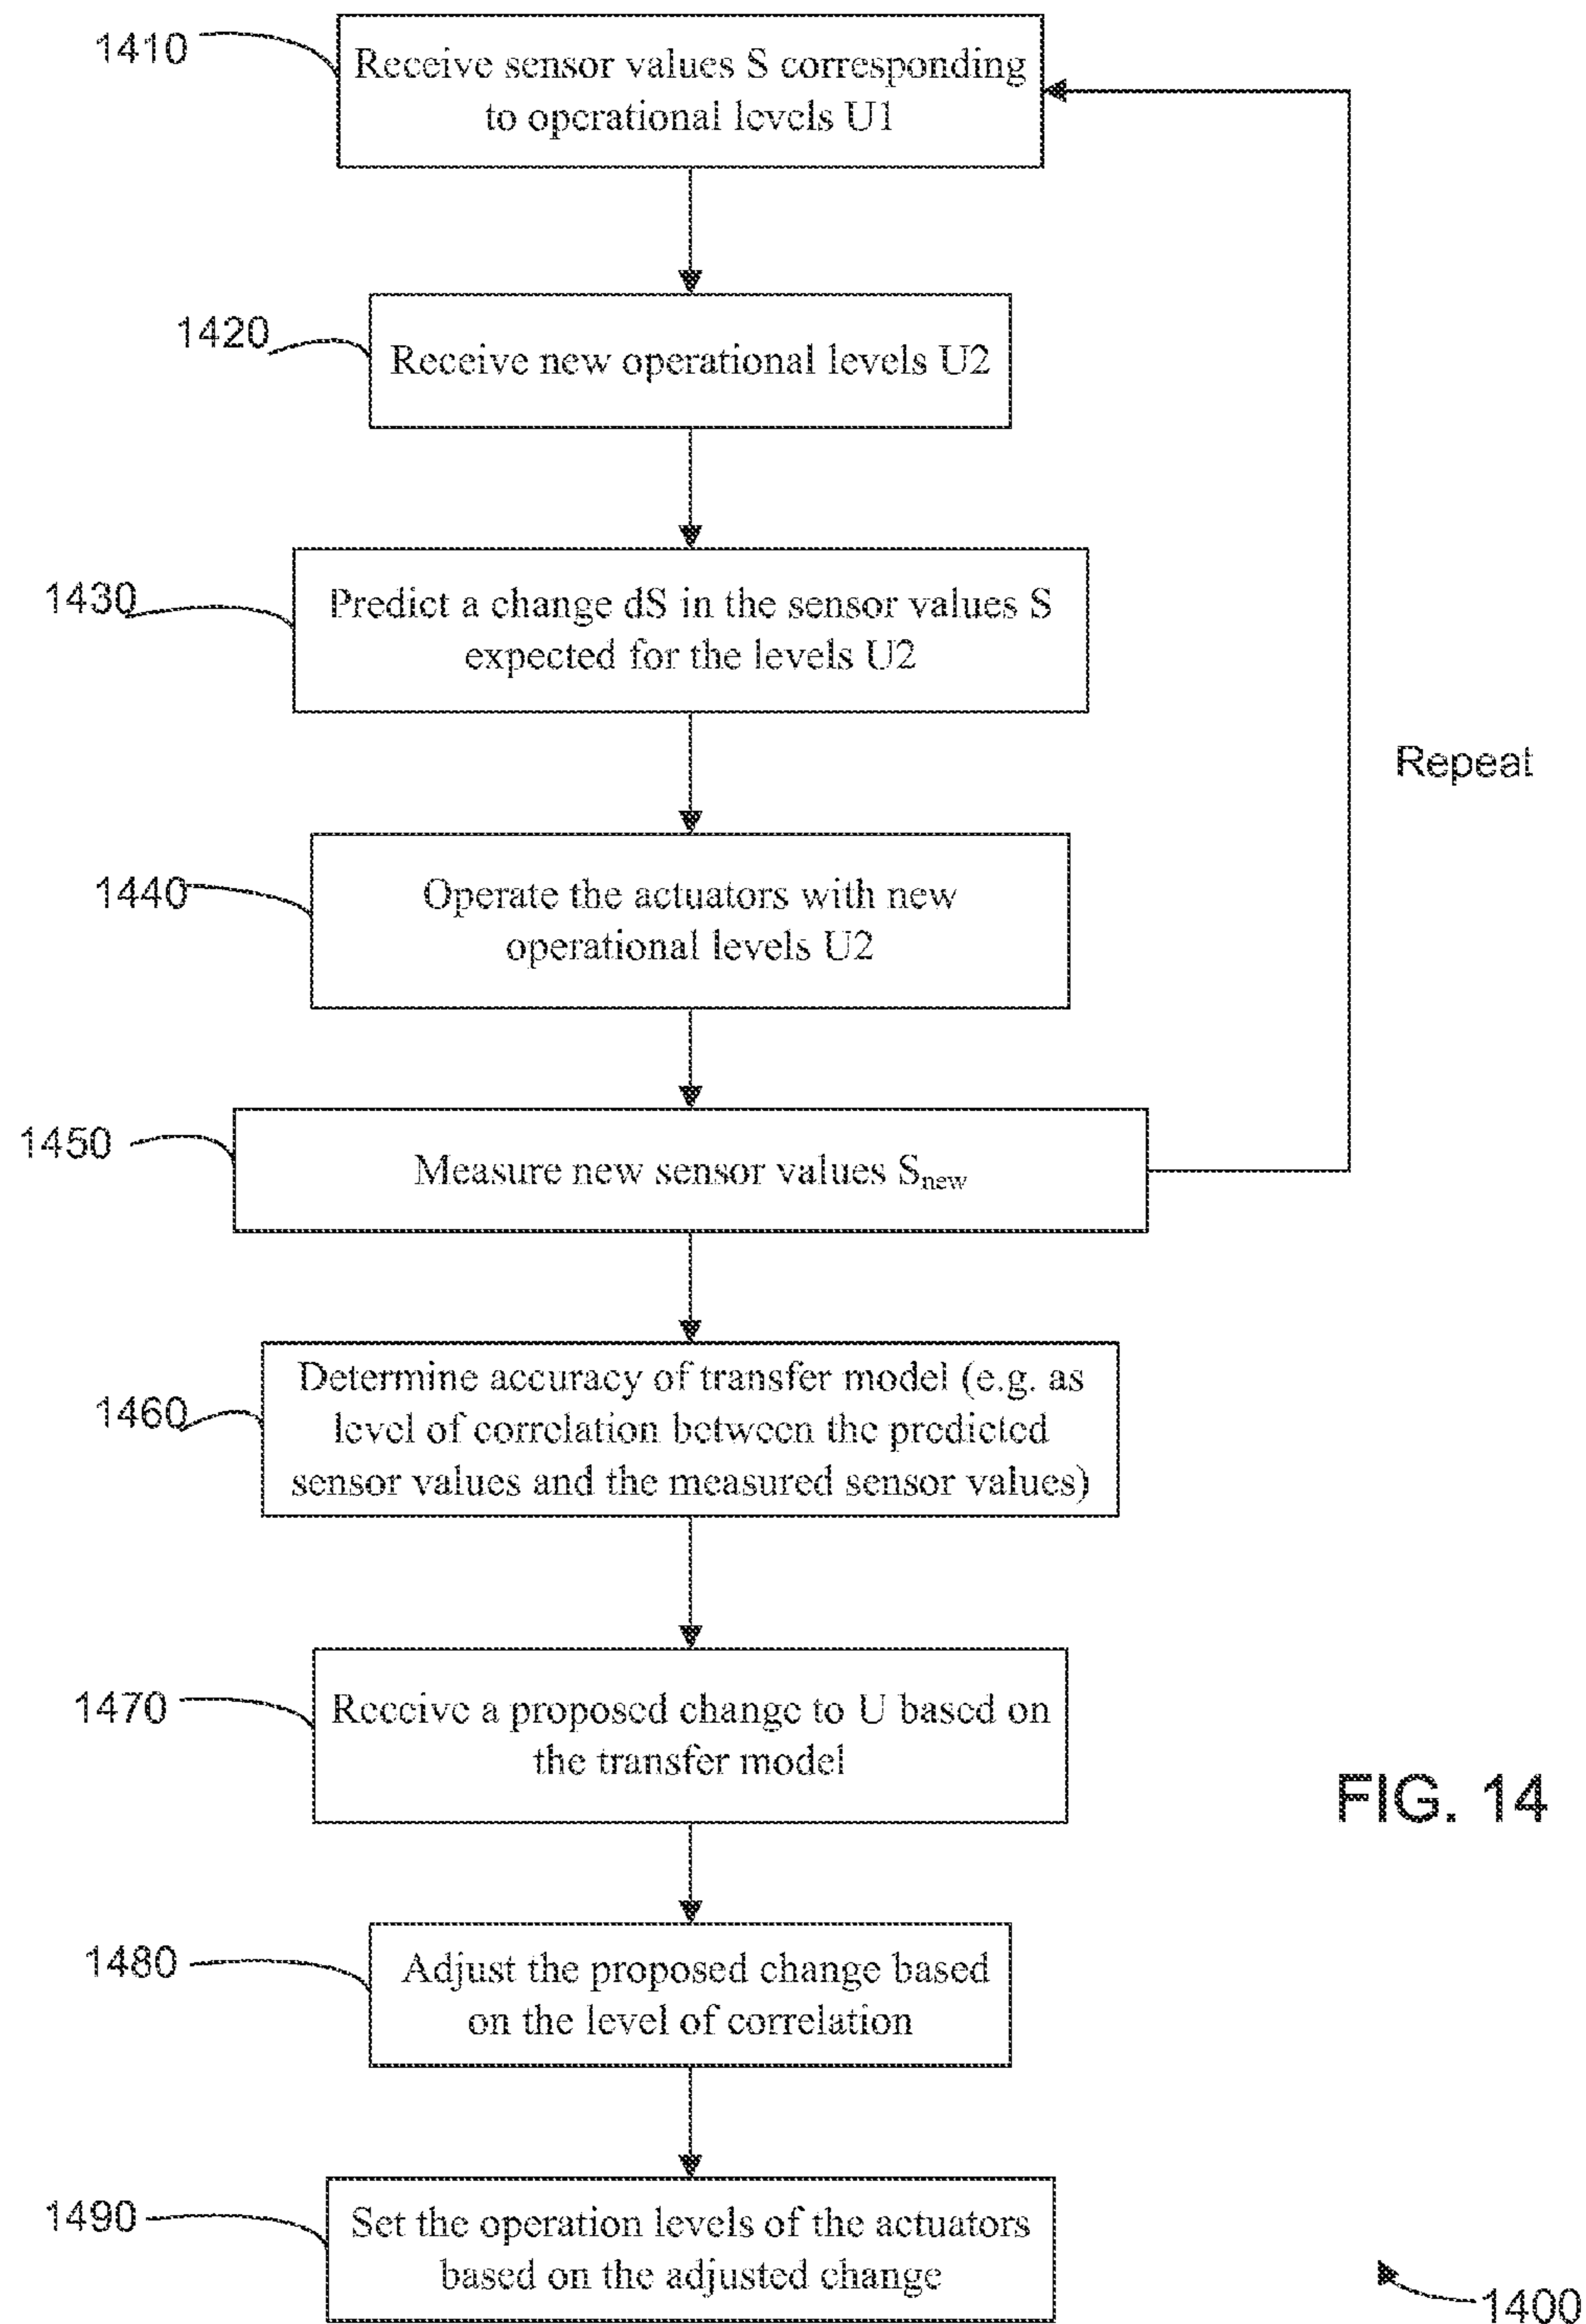 1410
Receive sensor values S corresponding
to operational levels U1
1420
Receive new operational levels U2
1430
Predict a change dS in the sensor values S
expected for the levels U2
Repeat
1440
Operate the actuators with new
operational levels U2
1450
Measure new sensor values Snew
1460
Determine accuracy of transfer model (e.g. as
level of correlation between the predicted
sensor values and the measured sensor values)
1470
Receive a proposed change to U based on
the transfer model
FIG. 14
1480
Adjust the proposed change based
on the level of correlation
1490
Set the operation levels of the actuators
based on the adjusted change
1400